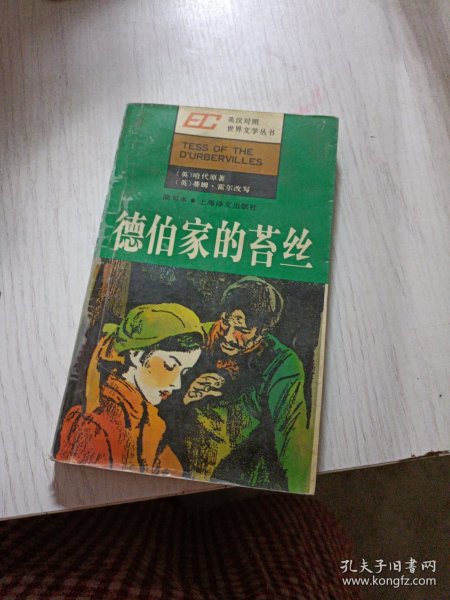 EC
英汉对照
世界文学丛书
TESS OF THE
D'URBERVILLES
(英)哈代原著
(英)蒂姆·霍尔改写
简写本●上海译文出版社
德伯家的苔丝
孔夫子旧书网
www.kongfz.com